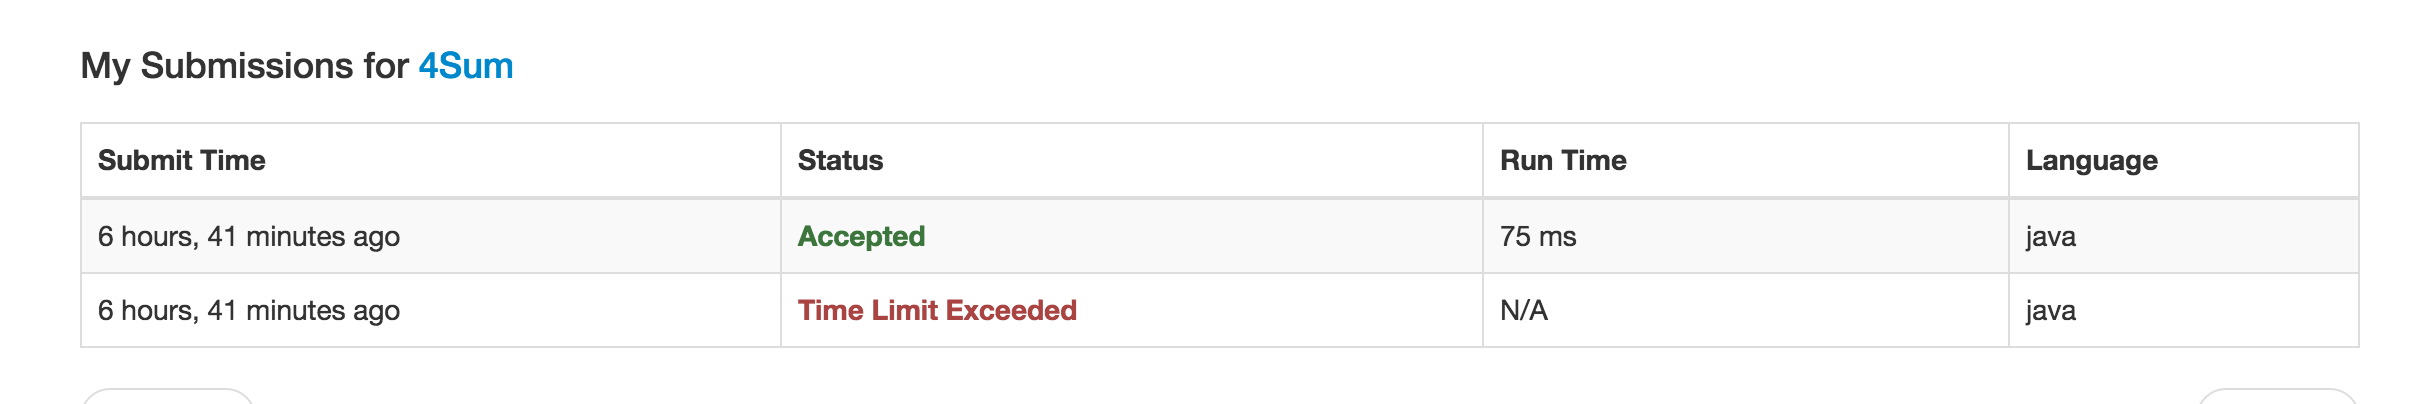 My Submissions for 4Sum
Submit Time Status Run Time Language
6 hours, 41 minutes ago Accepted 75 ms java
6 hours, 41 minutes ago Time Limit Exceeded N/A java